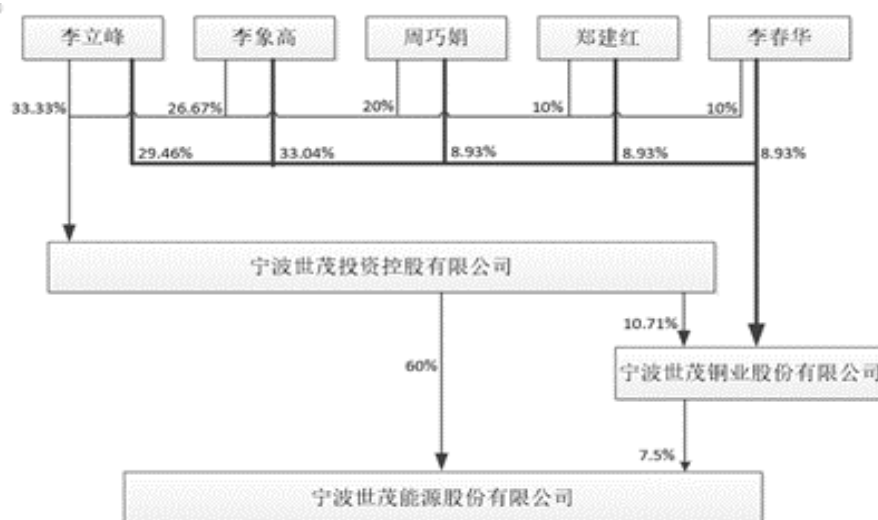 李立峰
李象高
周巧娟
郑建红
李春华
33.33%
26.67%
20%
10%
10%
29.46%
33.04%
8.93%
8.93%
8.93%
宁波世茂投资控股有限公司
10.71%
60%
宁波世茂铜业股份有限公司
7.5%
宁波世茂能源股份有限公司